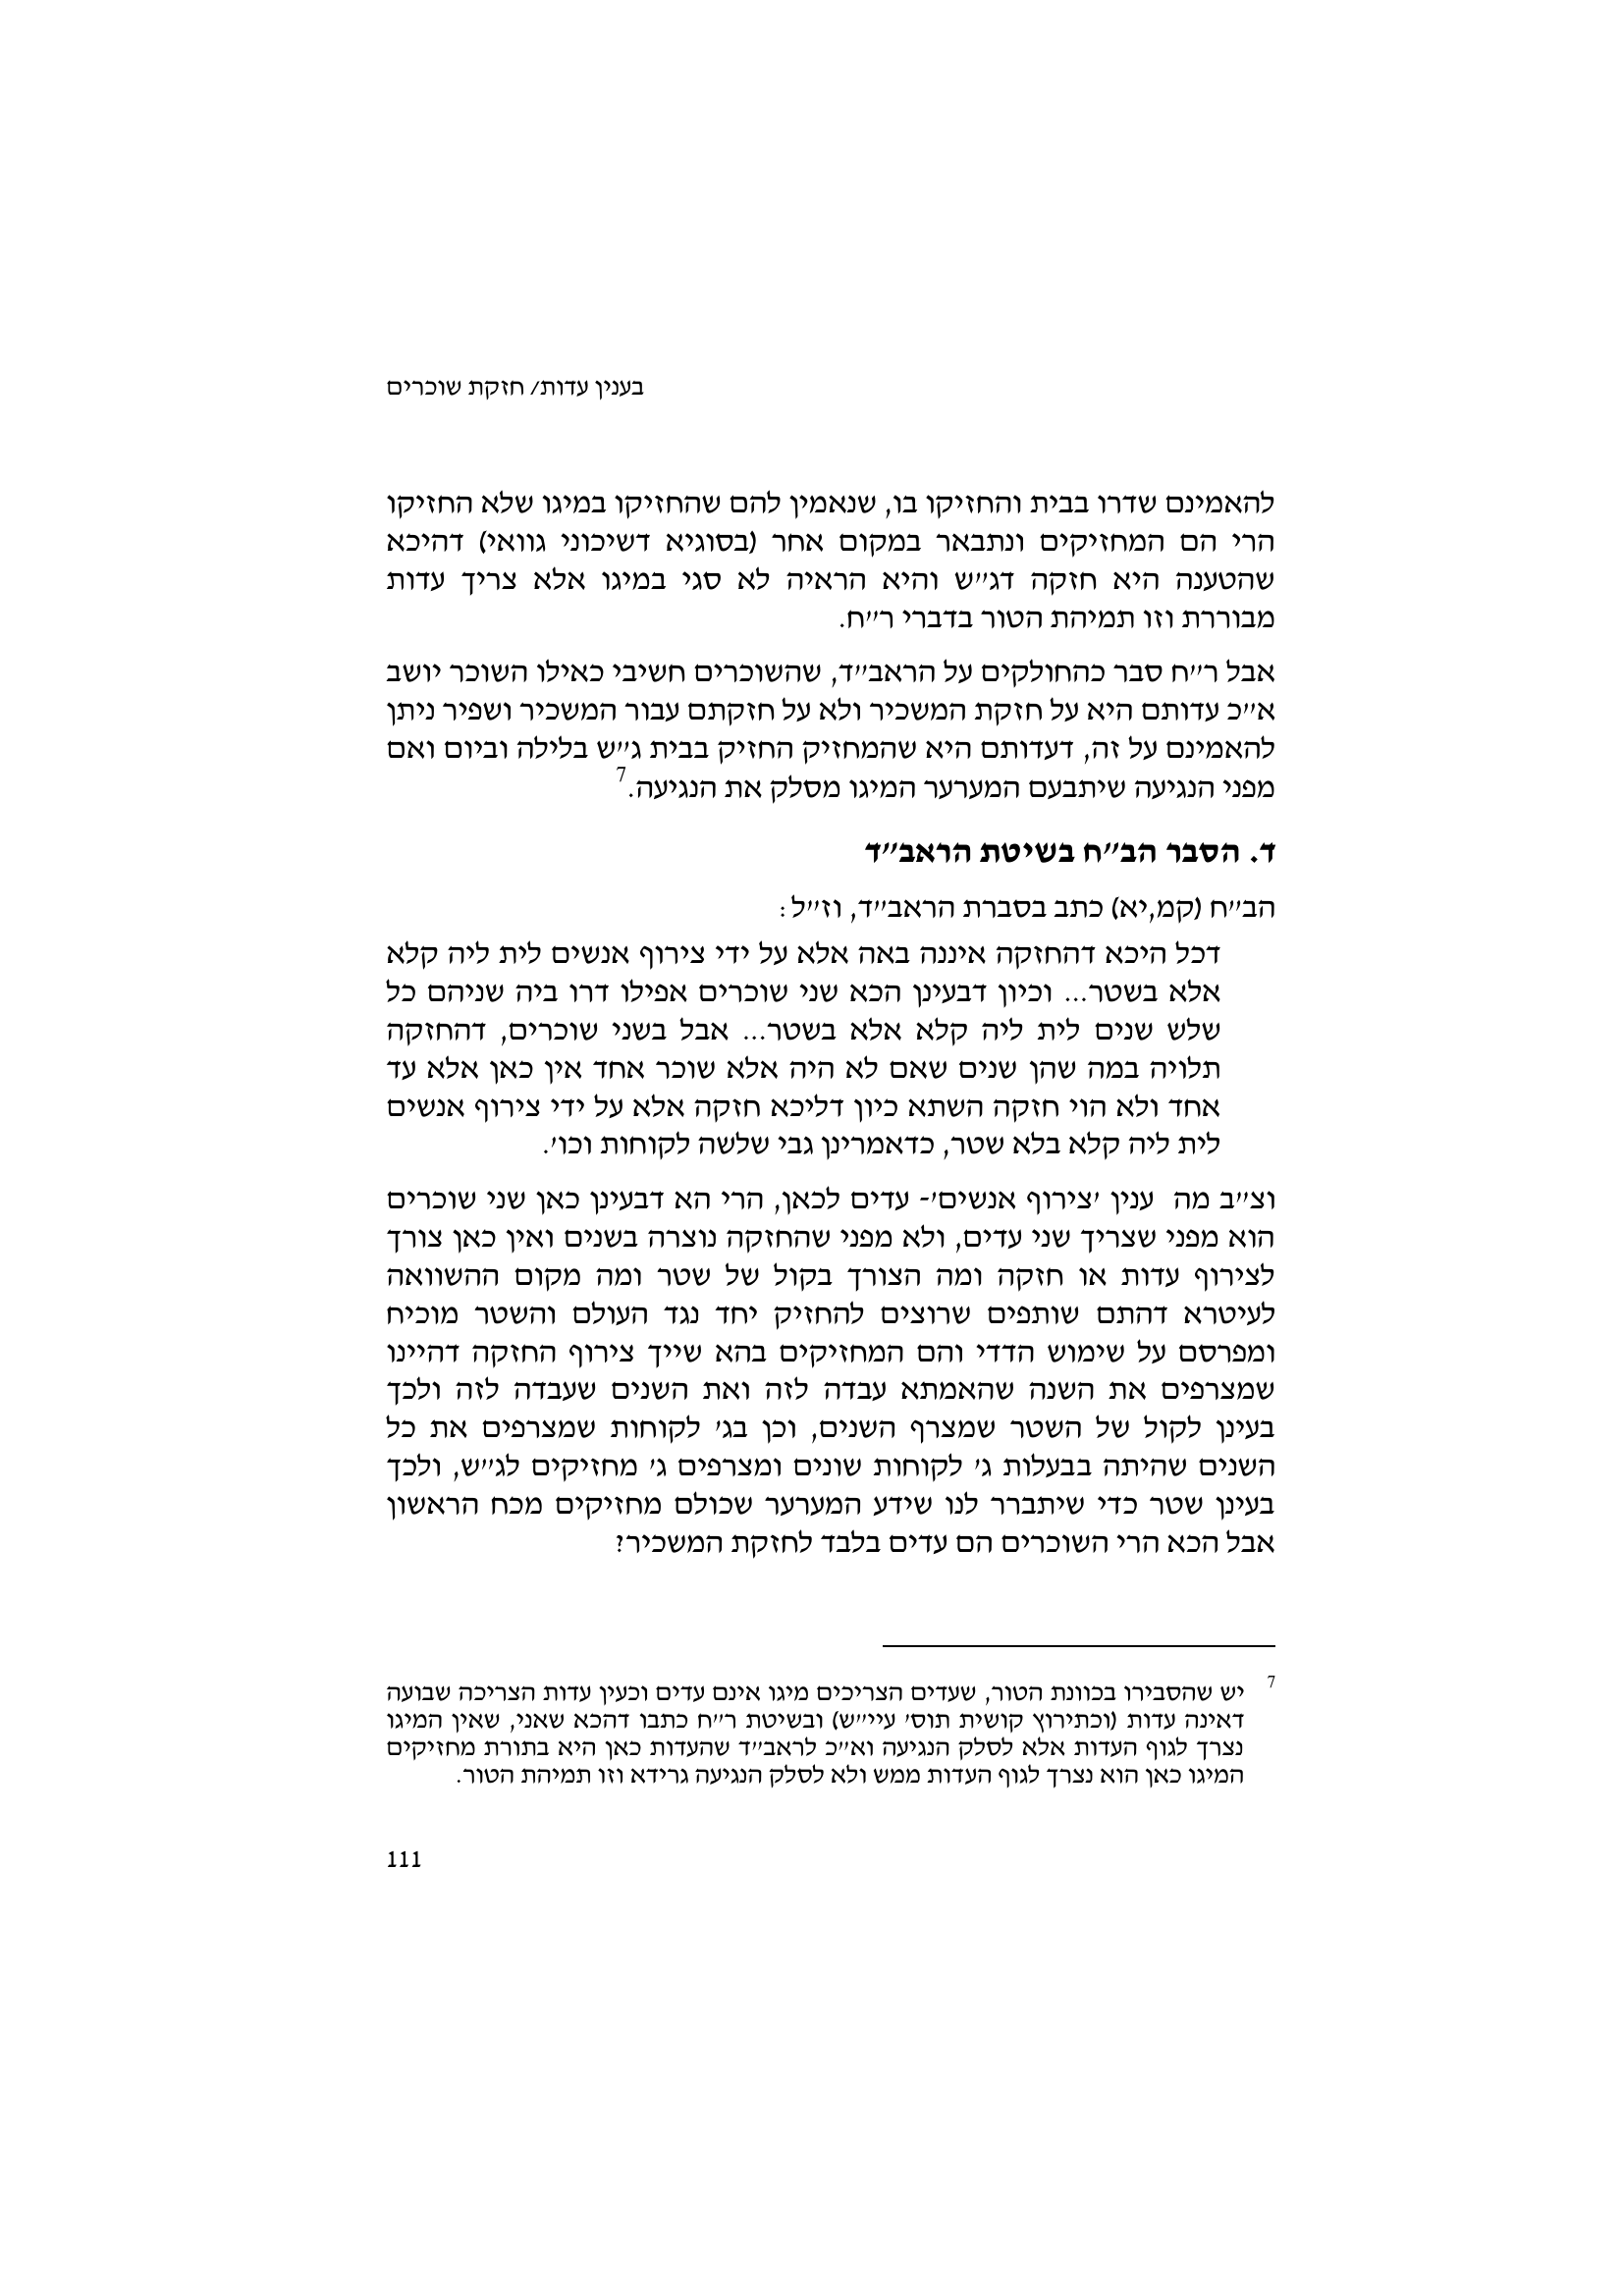 בענין עדות/ חזקת שוכרים
להאמינם שדרו בבית והחזיקו בו, שנאמין להם שהחזיקו במיגו שלא החזיקו
הרי הם המחזיקים ונתבאר במקום אחר (בסוגיא דשיכוני גוואי) דהיכא
שהטענה היא חזקה דג״ש והיא הראיה לא סגי במיגו אלא צריך עדות
מבוררת וזו תמיהת הטור בדברי ר״ח.
אבל ר״ח סבר כהחולקים על הראב״ד, שהשוכרים חשיבי כאילו השוכר יושב
א״כ עדותם היא על חזקת המשכיר ולא על חזקתם עבור המשכיר ושפיר ניתן
להאמינם על זה, דעדותם היא שהמחזיק החזיק בבית ג״ש בלילה וביום ואם
מפני הנגיעה שיתבעם המערער המיגו מסלק את הנגיעה.7
ד. הסבר הב״ח בשיטת הראב״ד
הב״ח (קמ,יא) כתב בסברת הראב״ד, וז״ל:
דכל היכא דהחזקה איננה באה אלא על ידי צירוף אנשים לית ליה קלא
אלא בשטר... וכיון דבעינן הכא שני שוכרים אפילו דרו ביה שניהם כל
שלש שנים לית ליה קלא אלא בשטר... אבל בשני שוכרים, דהחזקה
תלויה במה שהן שנים שאם לא היה אלא שוכר אחד אין כאן אלא עד
אחד ולא הוי חזקה השתא כיון דליכא חזקה אלא על ידי צירוף אנשים
לית ליה קלא בלא שטר, כדאמרינן גבי שלשה לקוחות וכו׳.
וצ״ב מה  ענין ׳צירוף אנשים׳- עדים לכאן, הרי הא דבעינן כאן שני שוכרים
הוא מפני שצריך שני עדים, ולא מפני שהחזקה נוצרה בשנים ואין כאן צורך
לצירוף עדות או חזקה ומה הצורך בקול של שטר ומה מקום ההשוואה
לעיטרא דהתם שותפים שרוצים להחזיק יחד נגד העולם והשטר מוכיח
ומפרסם על שימוש הדדי והם המחזיקים בהא שייך צירוף החזקה דהיינו
שמצרפים את השנה שהאמתא עבדה לזה ואת השנים שעבדה לזה ולכך
בעינן לקול של השטר שמצרף השנים, וכן בג׳ לקוחות שמצרפים את כל
השנים שהיתה בבעלות ג׳ לקוחות שונים ומצרפים ג׳ מחזיקים לג״ש, ולכך
בעינן שטר כדי שיתברר לנו שידע המערער שכולם מחזיקים מכח הראשון
אבל הכא הרי השוכרים הם עדים בלבד לחזקת המשכיר?
7 יש שהסבירו בכוונת הטור, שעדים הצריכים מיגו אינם עדים וכעין עדות הצריכה שבועה
דאינה עדות (וכתירוץ קושית תוס׳ עיי״ש) ובשיטת ר״ח כתבו דהכא שאני, שאין המיגו
נצרך לגוף העדות אלא לסלק הנגיעה וא״כ לראב״ד שהעדות כאן היא בתורת מחזיקים
המיגו כאן הוא נצרך לגוף העדות ממש ולא לסלק הנגיעה גרידא וזו תמיהת הטור.
111